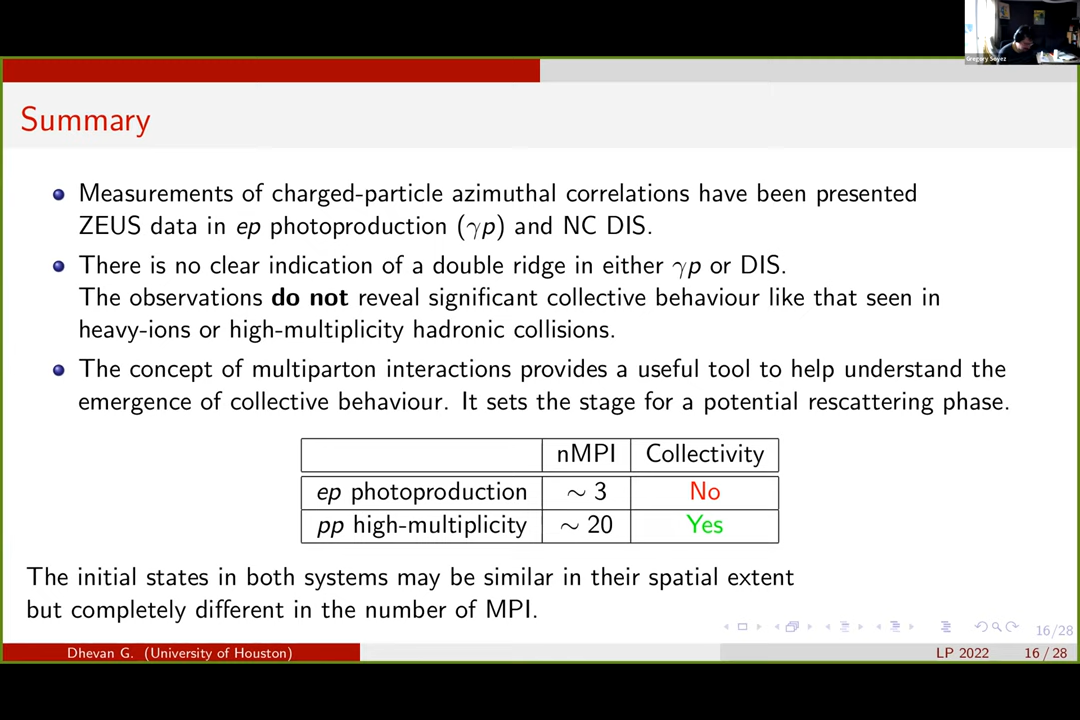 Gregory Soyez
Summary
Measurements of charged-particle azimuthal correlations have been presented
ZEUS data in ep photoproduction (γp) and NC DIS.
There is no clear indication of a double ridge in either γp or DIS.
The observations do not reveal significant collective behaviour like that seen in
heavy-ions or high-multiplicity hadronic collisions.
The concept of multiparton interactions provides a useful tool to help understand the
emergence of collective behaviour. It sets the stage for a potential rescattering phase.
nMPI Collectivity
ep photoproduction ∼ 3 No
pp high-multiplicity ∼ 20 Yes
The initial states in both systems may be similar in their spatial extent
but completely different in the number of MPI.
16/28
Dhevan G. (University of Houston) LP 2022 16 / 28